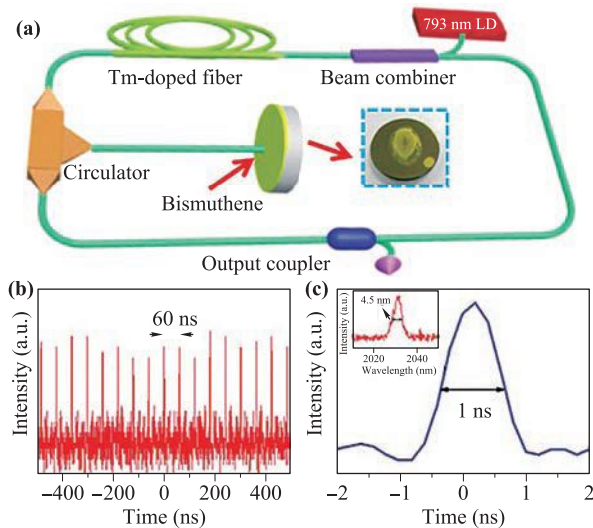 (a)
793 nm LD
Tm-doped fiber
Beam combiner
Circulator
Bismuthene
Output coupler
(b)
60 ns
Intensity (a.u.)
−400 −200 0 200 400
Time (ns)
(c)
4.5 nm
Intensity (a.u.)
2020 2040
Wavelength (nm)
1 ns
Intensity (a.u.)
−2 −1 0 1 2
Time (ns)